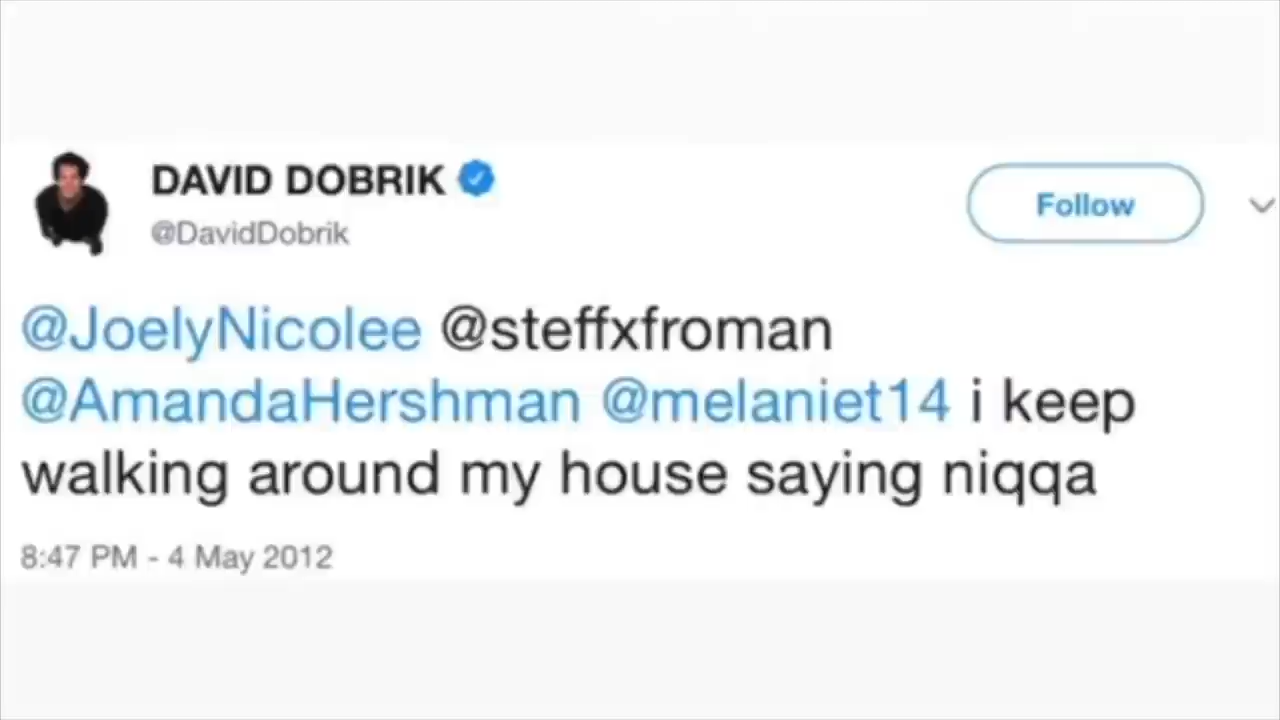 DAVID DOBRIK
@DavidDobrik
Follow
@JoelyNicolee @steffxfroman
@AmandaHershman @melaniet14 i keep
walking around my house saying niqqa
8:47 PM - 4 May 2012